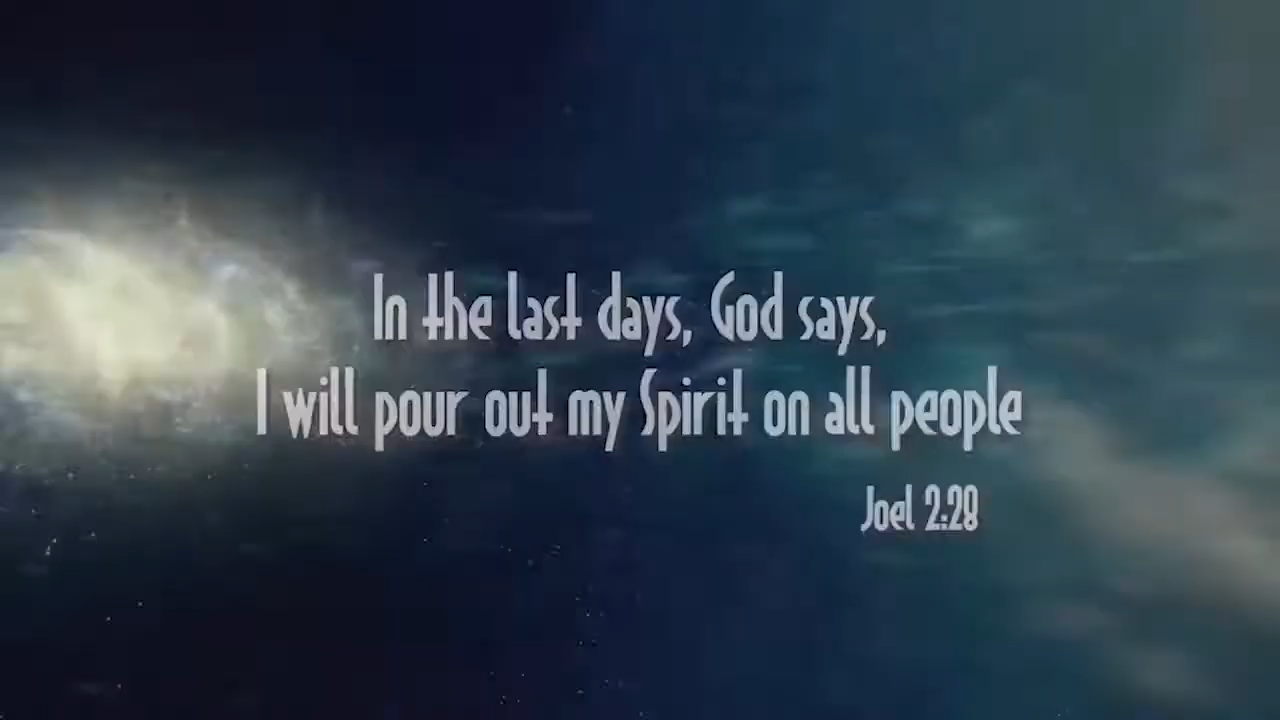 In the last days, God says,
I will pour out my Spirit on all people
Joel 2:28